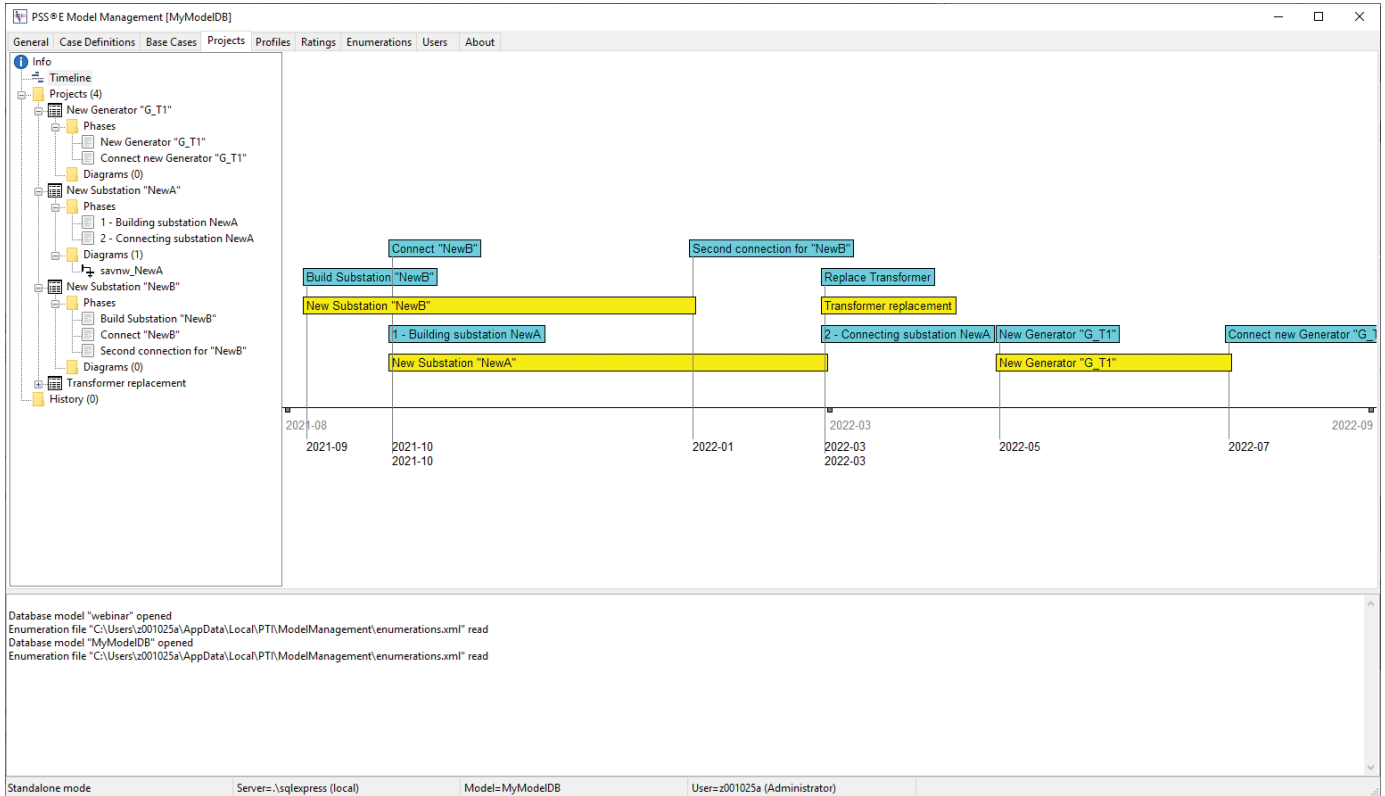 PSS®E Model Management [MyModelDB]
General Case Definitions Base Cases Projects Profiles Ratings Enumerations Users About
Info
Timeline
Projects (4)
New Generator "G_T1"
Phases
New Generator "G_T1"
Connect new Generator "G_T1"
Diagrams (0)
New Substation "NewA"
Phases
1 - Building substation NewA
2 - Connecting substation NewA
Diagrams (1)
savnw_NewA
New Substation "NewB"
Phases
Build Substation "NewB"
Connect "NewB"
Second connection for "NewB"
Diagrams (0)
Transformer replacement
History (0)
Connect "NewB" Second connection for "NewB"
Build Substation "NewB" Replace Transformer
New Substation "NewB" Transformer replacement
1 - Building substation NewA 2 - Connecting substation NewA New Generator "G_T1" Connect new Generator "G_T
New Substation "NewA" New Generator "G_T1"
2021-08 2022-03 2022-09
2021-09 2021-10 2022-01 2022-03 2022-05 2022-07
2021-10 2022-03
Database model "webinar" opened
Enumeration file "C:\Users\z001025a\AppData\Local\PTI\ModelManagement\enumerations.xml" read
Database model "MyModelDB" opened
Enumeration file "C:\Users\z001025a\AppData\Local\PTI\ModelManagement\enumerations.xml" read
Standalone mode Server=.\sqlexpress (local) Model=MyModelDB User=z001025a (Administrator)